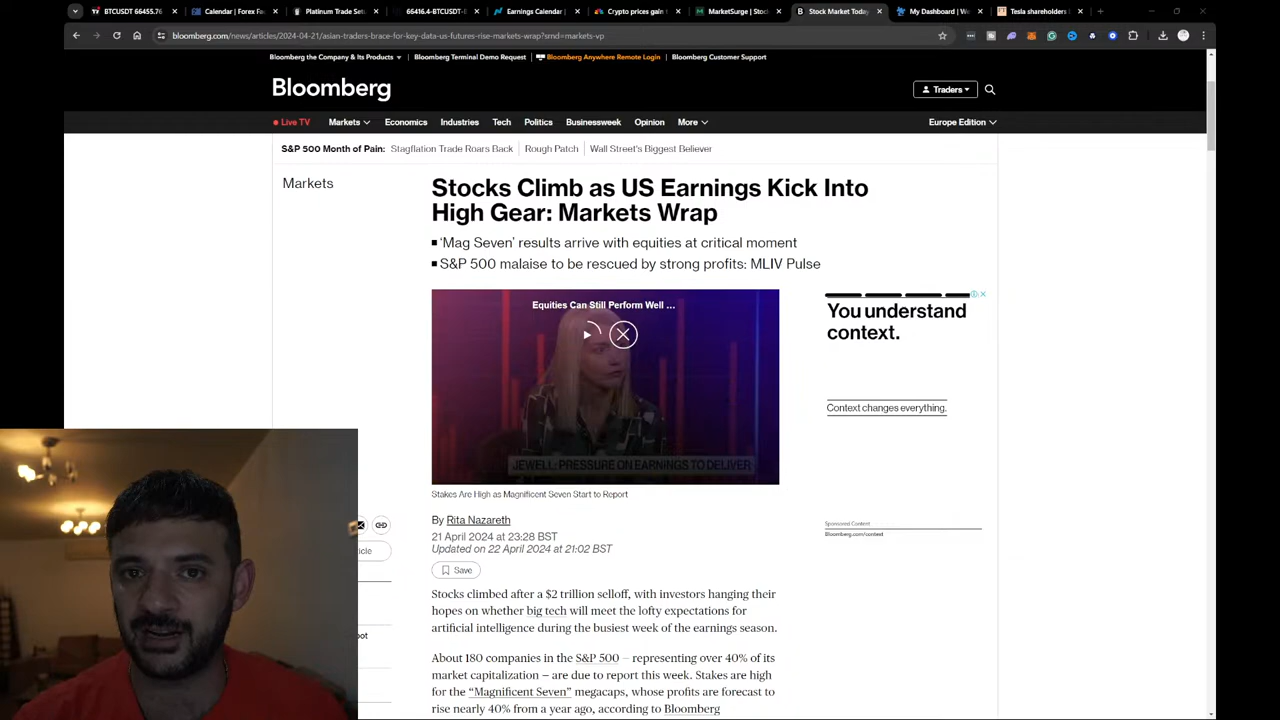 BTCUSDT 66455.76
Calendar | Forex Fa
Platinum Trade Set
66416.4-BTCUSDT-E
Earnings Calendar |
Crypto prices gain
MarketSurge | Stoc
Stock Market Today
My Dashboard | We
Tesla shareholders
bloomberg.com/news/articles/2024-04-21/asian-traders-brace-for-key-data-us-futures-rise-markets-wrap?srnd=markets-vp
Bloomberg the Company & Its Products
Bloomberg Terminal Demo Request
Bloomberg Anywhere Remote Login
Bloomberg Customer Support
Bloomberg
Traders
Live TV
Markets
Economics
Industries
Tech
Politics
Businessweek
Opinion
More
Europe Edition
S&P 500 Month of Pain:
Stagflation Trade Roars Back
Rough Patch
Wall Street's Biggest Believer
Markets
Stocks Climb as US Earnings Kick Into
High Gear: Markets Wrap
'Mag Seven' results arrive with equities at critical moment
S&P 500 malaise to be rescued by strong profits: MLIV Pulse
Equities Can Still Perform Well ...
JEWELL: PRESSURE ON EARNINGS TO DELIVER
Stakes Are High as Magnificent Seven Start to Report
You understand
context.
Context changes everything.
Sponsored Content
Bloomberg.com/context
By Rita Nazareth
21 April 2024 at 23:28 BST
Updated on 22 April 2024 at 21:02 BST
Save
Stocks climbed after a $2 trillion selloff, with investors hanging their
hopes on whether big tech will meet the lofty expectations for
artificial intelligence during the busiest week of the earnings season.
About 180 companies in the S&P 500 — representing over 40% of its
market capitalization — are due to report this week. Stakes are high
for the “Magnificent Seven” megacaps, whose profits are forecast to
rise nearly 40% from a year ago, according to Bloomberg